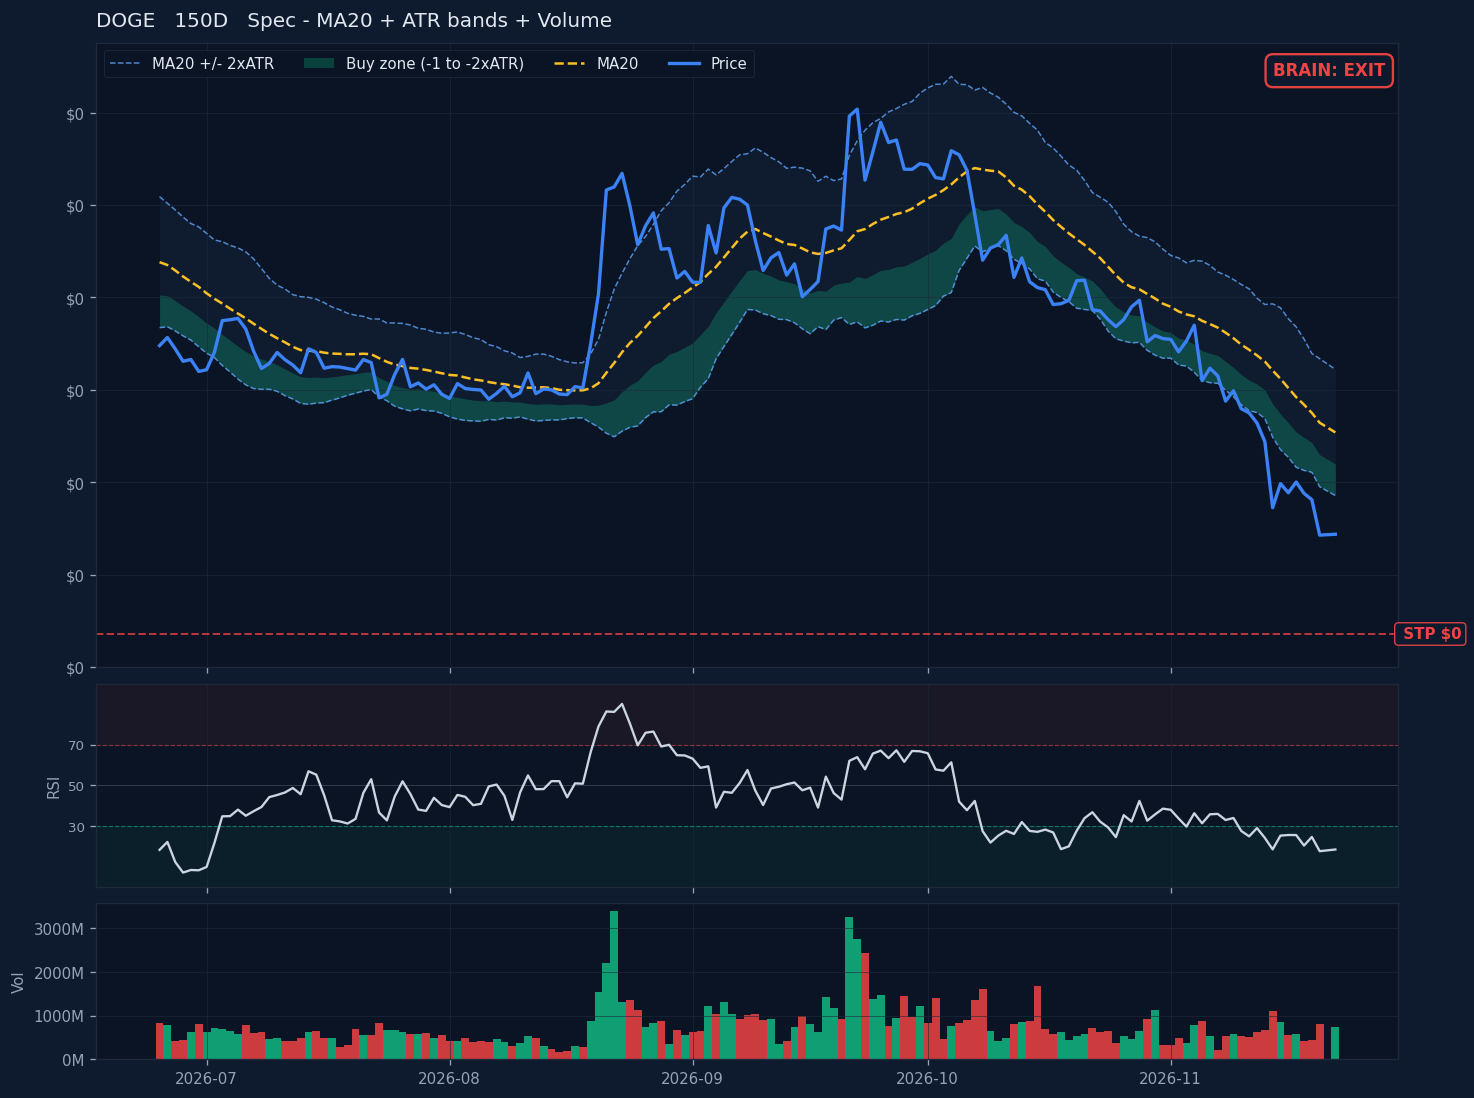 DOGE   150D   Spec - MA20 + ATR bands + Volume
MA20 +/- 2xATR   Buy zone (-1 to -2xATR)   MA20   Price
BRAIN: EXIT
$0
$0
$0
$0
$0
$0
STP $0
$0
RSI
70
50
30
Vol
3000M
2000M
1000M
0M
2026-07   2026-08   2026-09   2026-10   2026-11